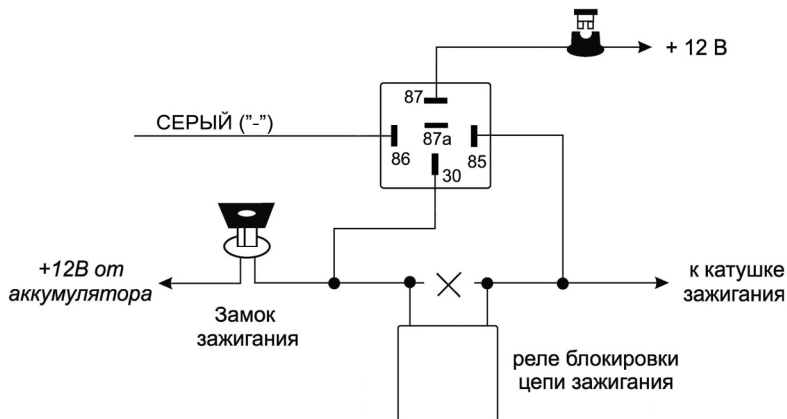 + 12 В
87
СЕРЫЙ ("-")
87а
86
85
30
+12В от
аккумулятора
Замок
зажигания
к катушке
зажигания
реле блокировки
цепи зажигания